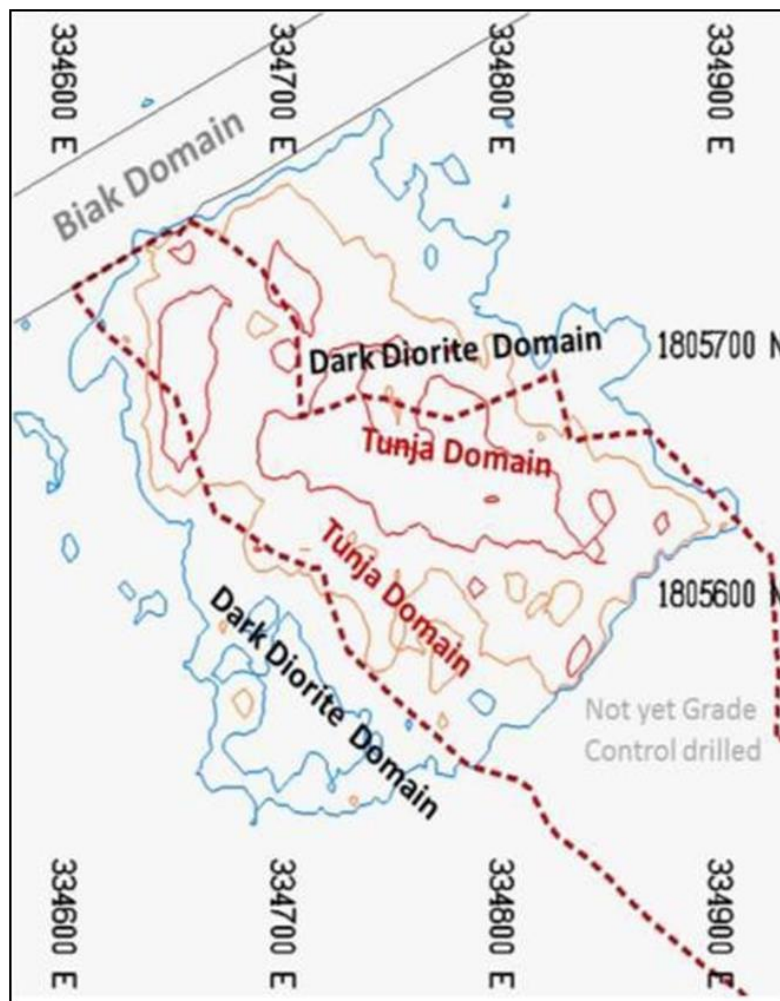 334600 E
334700 E
334800 E
334900 E
Biak Domain
Dark Diorite Domain
1805700 N
Tunja Domain
Tunja Domain
1805600 N
Dark Diorite Domain
Not yet Grade
Control drilled
334600 E
334700 E
334800 E
334900 E